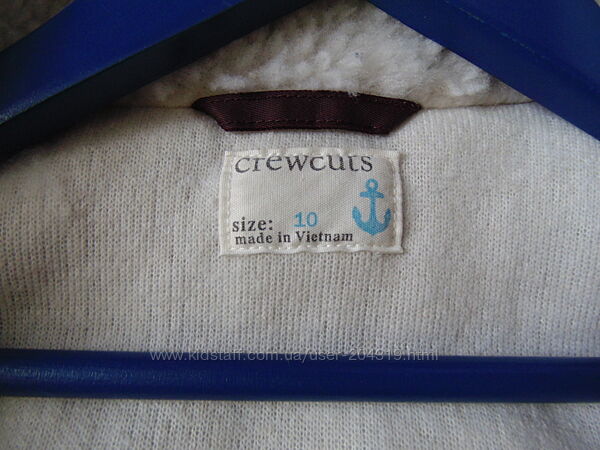 crewcuts
size: 10
made in Vietnam
www.kidstaff.com.ua/user-204819.html